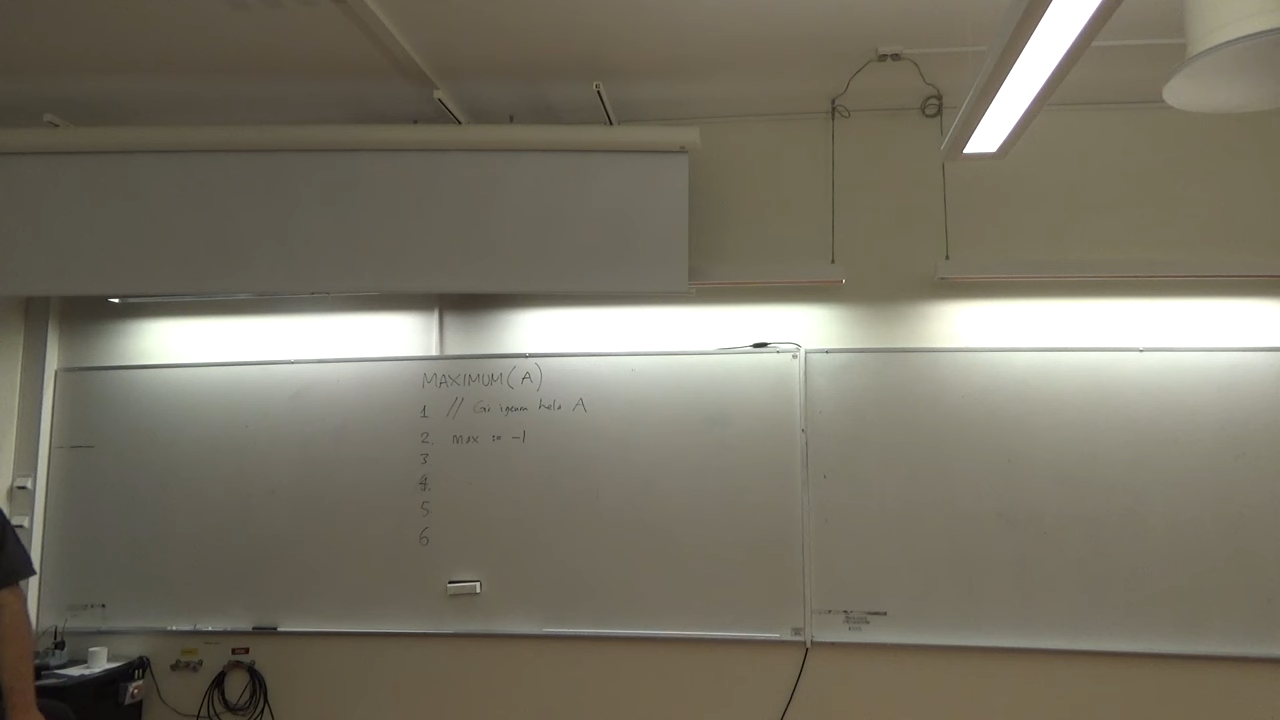 MAXIMUM(A)
1 // Gå igenom hela A
2. max := -1
3
4.
5
6